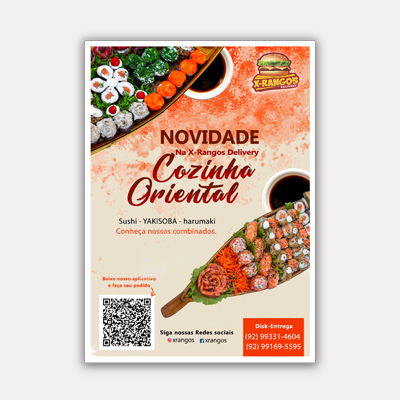 X-RANGOS
DELIVERY
NOVIDADE
Na X-Rangos Delivery
Cozinha
Oriental
Sushi - YAKISOBA - harumaki
Conheça nossos combinados.
Baixe nosso aplicativo
e faça seu pedido
Siga nossas Redes sociais
xrangos xrangos
Disk-Entrega
(92) 99331-4604
(92) 99169-5595